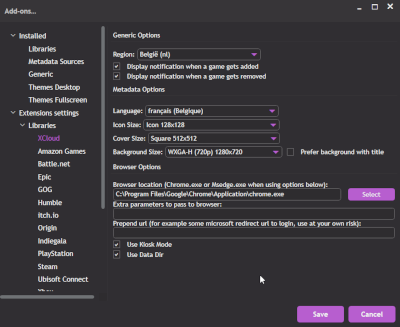 Add-ons...
Installed
Libraries
Metadata Sources
Generic
Themes Desktop
Themes Fullscreen
Extensions settings
Libraries
XCloud
Amazon Games
Battle.net
Epic
GOG
Humble
itch.io
Origin
Indiegala
PlayStation
Steam
Ubisoft Connect
Xbox
Generic Options
Region: België (nl)
Display notification when a game gets added
Display notification when a game gets removed
Metadata Options
Language: français (Belgique)
Icon Size: Icon 128x128
Cover Size: Square 512x512
Background Size: WXGA-H (720p) 1280x720 Prefer background with title
Browser Options
Browser location (Chrome.exe or Msedge.exe when using options below):
C:\Program Files\Google\Chrome\Application\chrome.exe Select
Extra parameters to pass to browser:
Prepend url (for example some microsoft redirect url to login, use at your own risk):
Use Kiosk Mode
Use Data Dir
Save Cancel